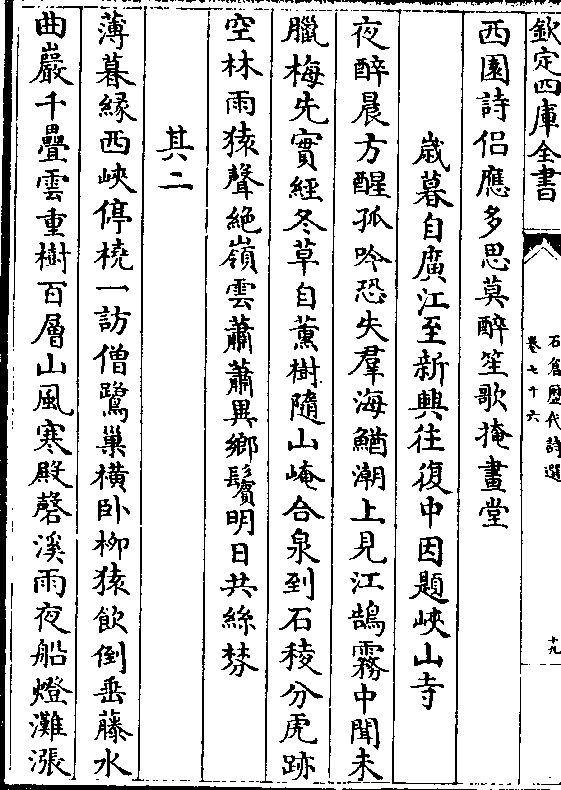 欽定四庫全書
石倉歷代詩選
卷七十六
十九
西園詩侣應多思莫醉笙歌掩畫堂
歳暮自廣江至新興往復中因題峽山寺
夜醉晨方醒孤吟恐失羣海鰌潮上見江鵠霧中聞未
臘梅先實經冬草自薰樹隨山崦合泉到石稜分虎跡
空林雨猿聲絶嶺雲蕭蕭異鄉鬢明日共絲棼
其二
薄暮縁西峽停橈一訪僧鷺巢横卧柳猿飲倒垂藤水
曲巖千疊雲重樹百層山風寒殿磬溪雨夜船燈灘漲